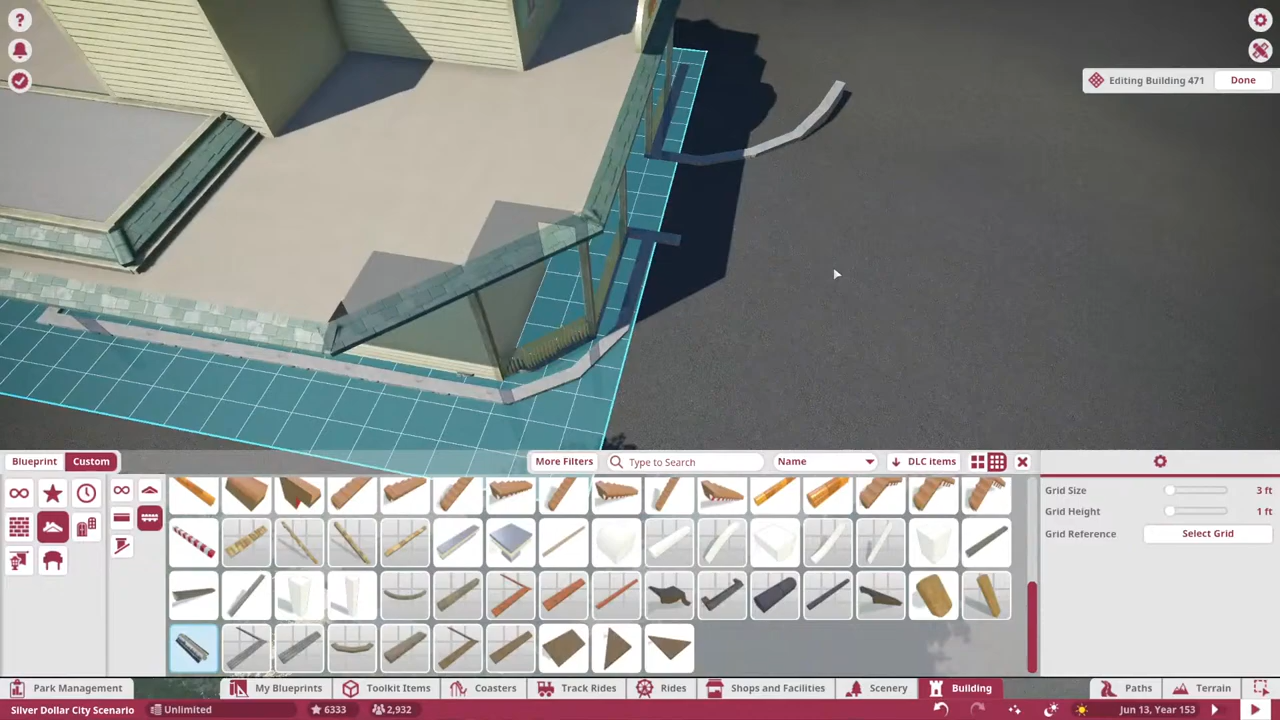 ?
Editing Building 471
Done
Blueprint
Custom
More Filters
Type to Search
Name
DLC items
Grid Size
3 ft
Grid Height
1 ft
Grid Reference
Select Grid
Park Management
My Blueprints
Toolkit Items
Coasters
Track Rides
Rides
Shops and Facilities
Scenery
Building
Paths
Terrain
Silver Dollar City Scenario
Unlimited
6333
2,932
Jun 13, Year 153